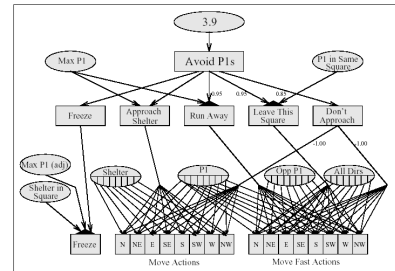 3.9
Max P1
Avoid P1s
P1 in Same
Square
0.95
0.95
0.85
Freeze
Approach
Shelter
Run Away
Leave This
Square
Don't
Approach
-1.00
-1.00
Max P1 (adj)
Shelter in
Square
Shelter
P1
Opp P1
All Dirs
Freeze
N NE E SE S SW W NW
N NE E SE S SW W NW
Move Actions
Move Fast Actions